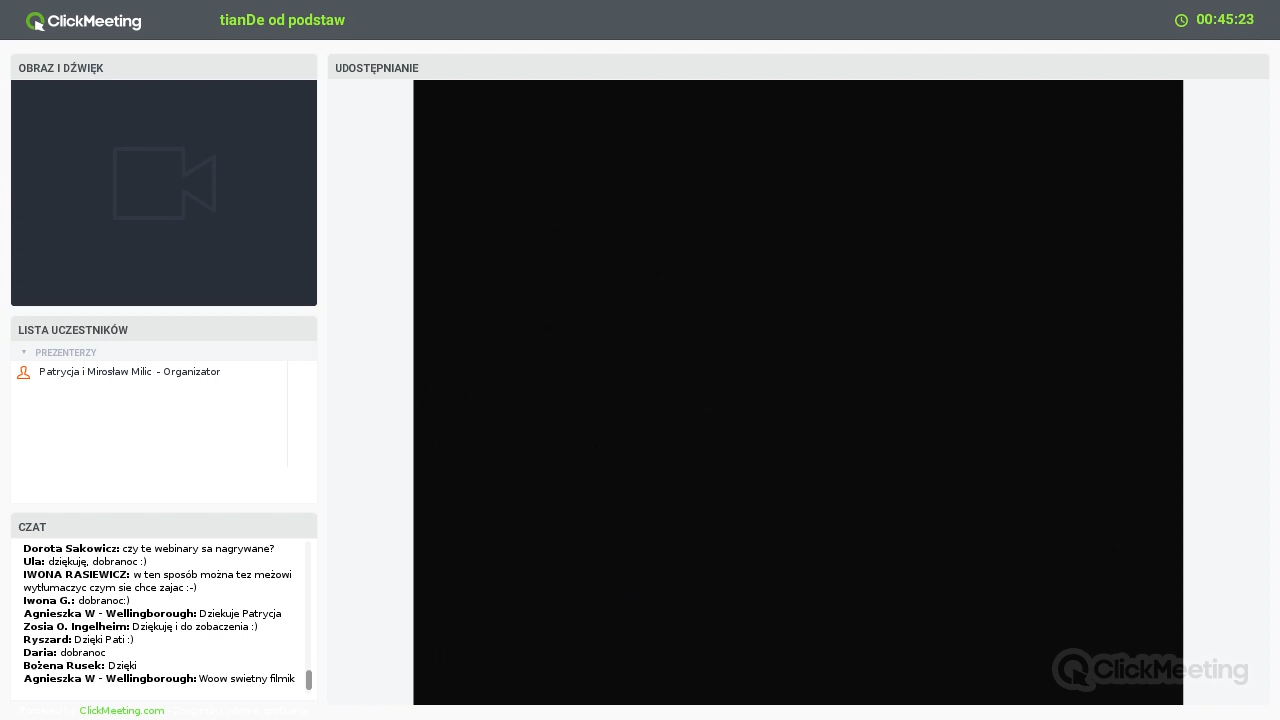 ClickMeeting
tianDe od podstaw
00:45:23
OBRAZ I DŹWIĘK
UDOSTĘPNIANIE
LISTA UCZESTNIKÓW
PREZENTERZY
Patrycja i Mirosław Milic - Organizator
CZAT
Dorota Sakowicz: czy te webinary sa nagrywane?
Ula: dziękuję, dobranoc :)
IWONA RASIEWICZ: w ten sposób można tez meżowi
wytłumaczyc czym sie chce zajac :-)
Iwona G.: dobranoc:)
Agnieszka W - Wellingborough: Dziekuje Patrycja
Zosia O. Ingelheim: Dziękuję i do zobaczenia :)
Ryszard: Dzięki Pati :)
Daria: dobranoc
Bożena Rusek: Dzięki
Agnieszka W - Wellingborough: Woow swietny filmik
ClickMeeting.com
ClickMeeting